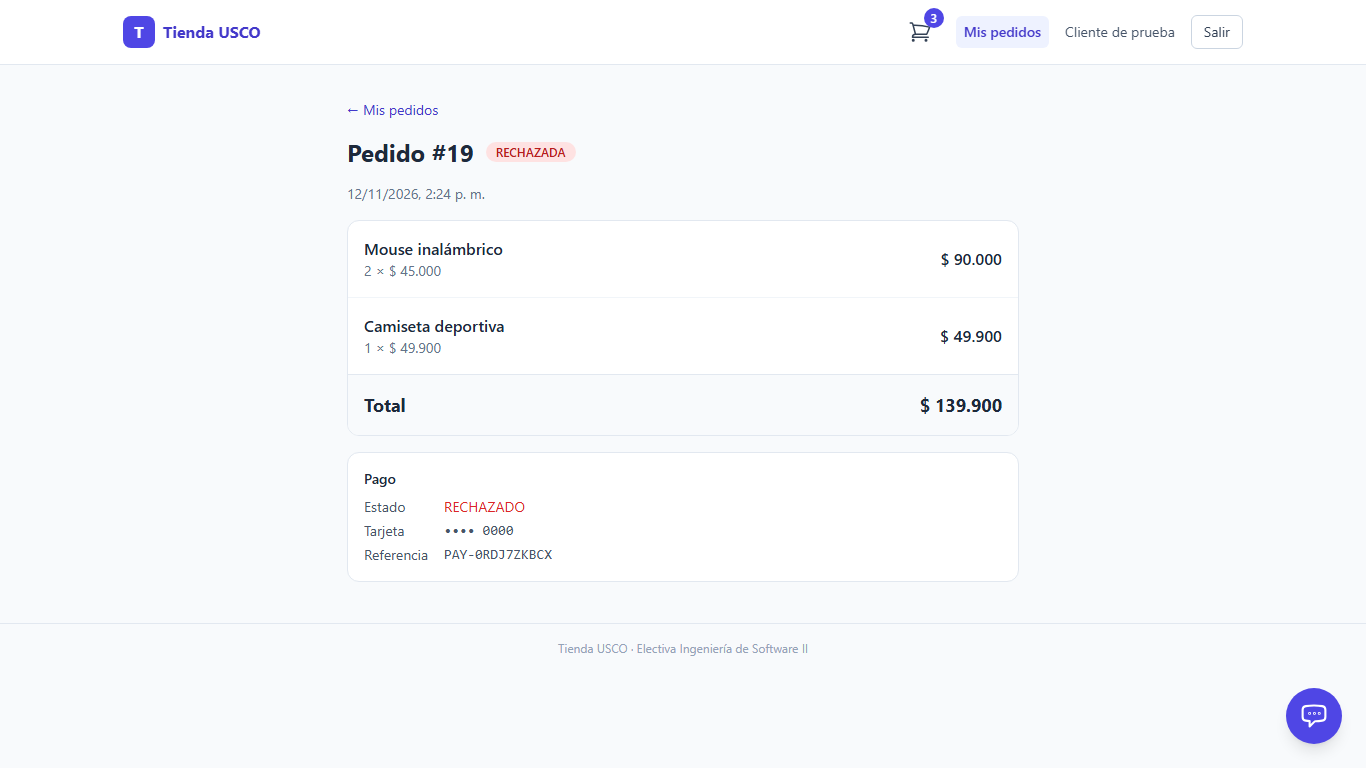 T Tienda USCO
3
Mis pedidos
Cliente de prueba
Salir
← Mis pedidos
Pedido #19 RECHAZADA
12/11/2026, 2:24 p. m.
Mouse inalámbrico
2 × $ 45.000
$ 90.000
Camiseta deportiva
1 × $ 49.900
$ 49.900
Total $ 139.900
Pago
Estado RECHAZADO
Tarjeta •••• 0000
Referencia PAY-0RDJ7ZKBCX
Tienda USCO · Electiva Ingeniería de Software II